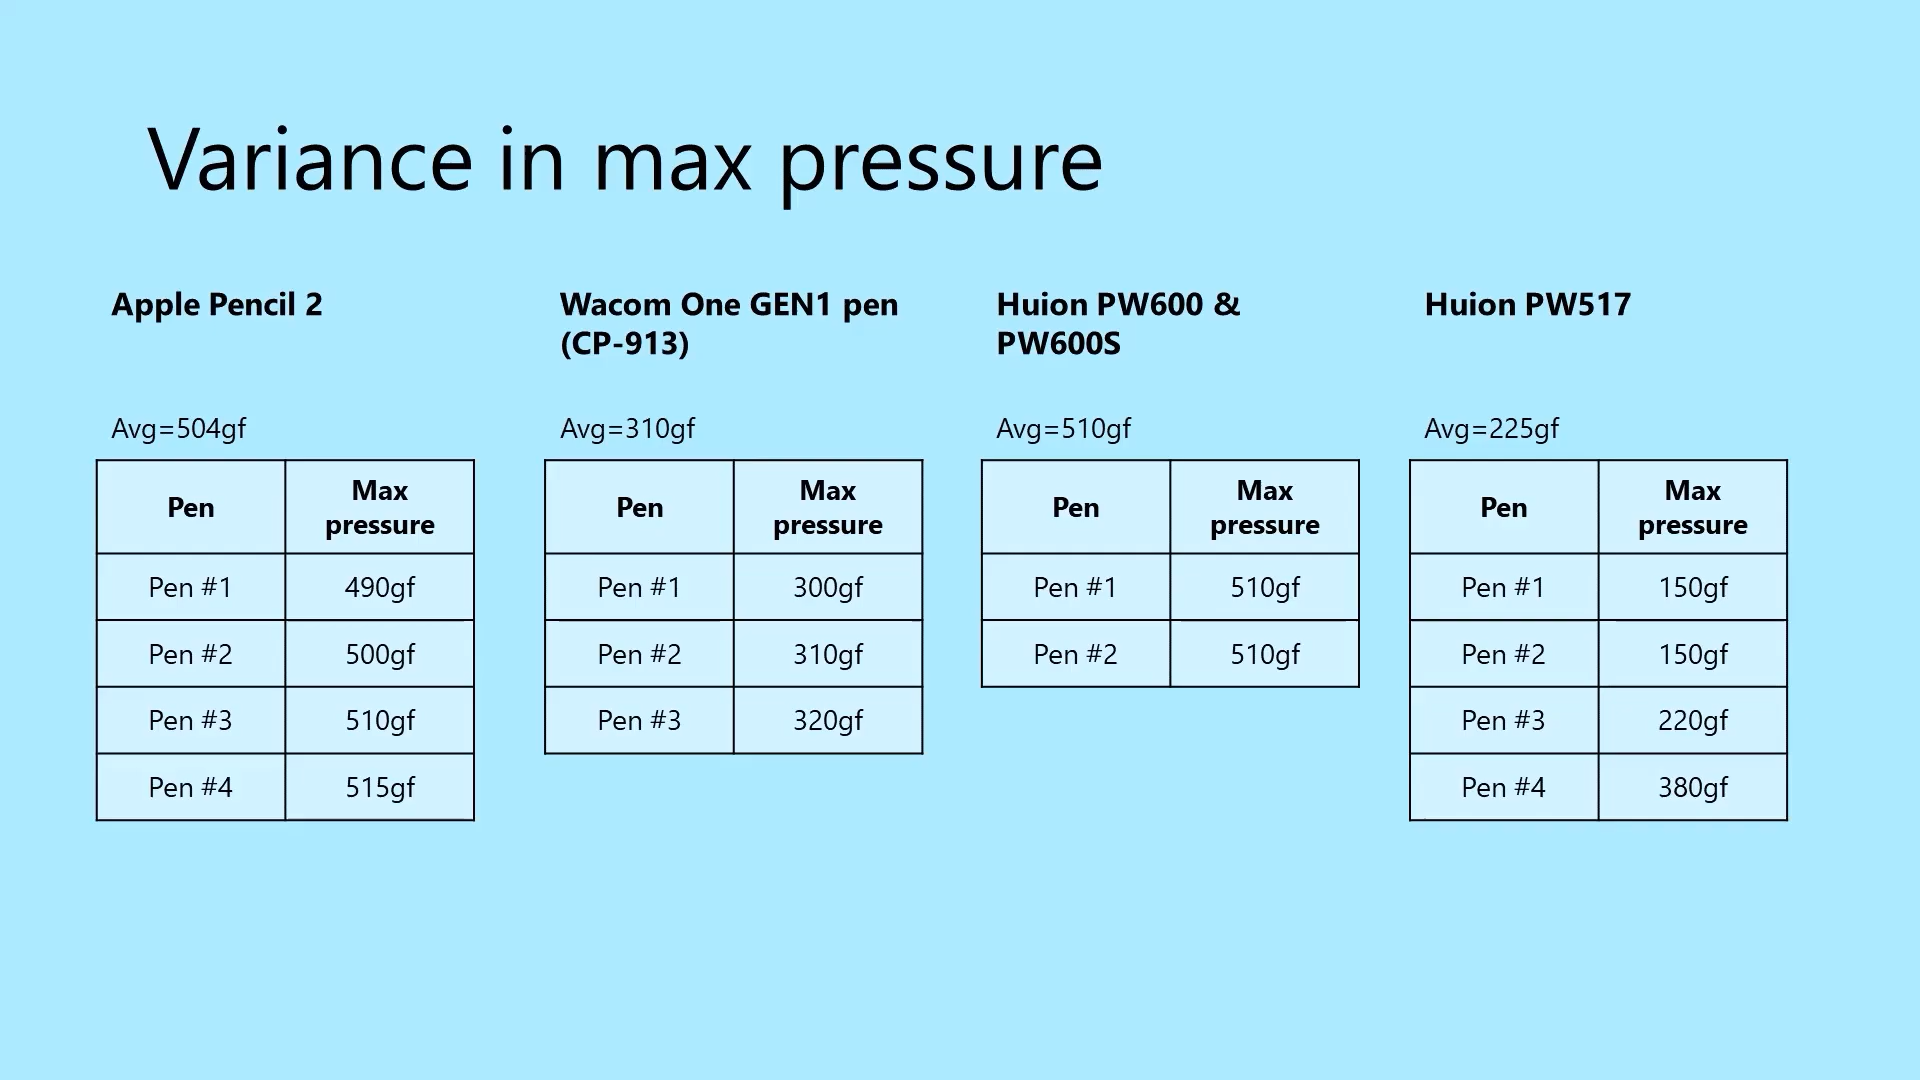 Variance in max pressure
Apple Pencil 2
Avg=504gf
Pen Max pressure
Pen #1 490gf
Pen #2 500gf
Pen #3 510gf
Pen #4 515gf
Wacom One GEN1 pen
(CP-913)
Avg=310gf
Pen Max pressure
Pen #1 300gf
Pen #2 310gf
Pen #3 320gf
Huion PW600 &
PW600S
Avg=510gf
Pen Max pressure
Pen #1 510gf
Pen #2 510gf
Huion PW517
Avg=225gf
Pen Max pressure
Pen #1 150gf
Pen #2 150gf
Pen #3 220gf
Pen #4 380gf